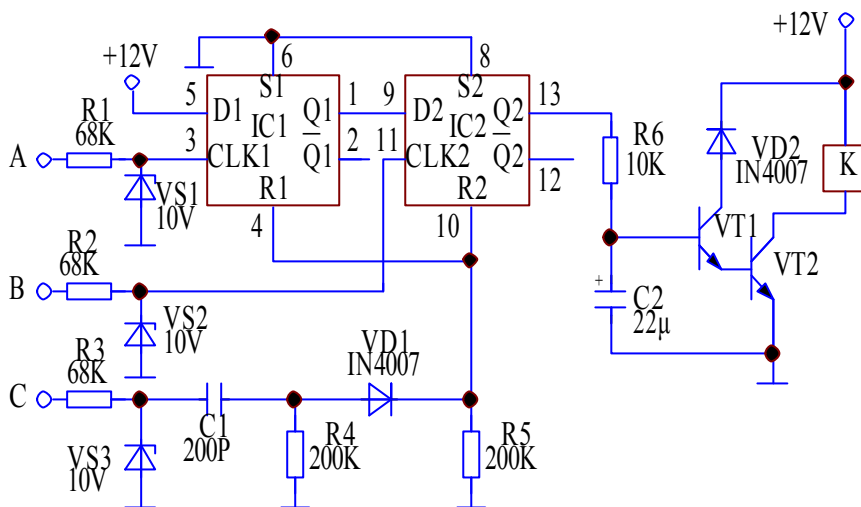 +12V
+12V
6
8
S1
S2
5
D1
Q1
1
9
D2
Q2
13
R1
68K
IC1
IC2
R6
10K
A
3
CLK1
Q1
2
11
CLK2
Q2
12
VD2
IN4007
K
R1
R2
VS1
10V
4
10
VT1
R2
68K
VT2
B
+
C2
22μ
VS2
10V
VD1
IN4007
R3
68K
C
C1
200P
R4
200K
R5
200K
VS3
10V